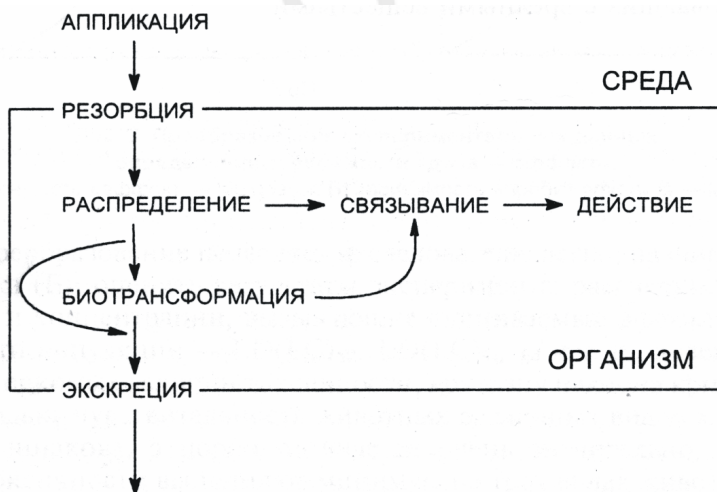 АППЛИКАЦИЯ
СРЕДА
РЕЗОРБЦИЯ
РАСПРЕДЕЛЕНИЕ СВЯЗЫВАНИЕ ДЕЙСТВИЕ
БИОТРАНСФОРМАЦИЯ
ОРГАНИЗМ
ЭКСКРЕЦИЯ